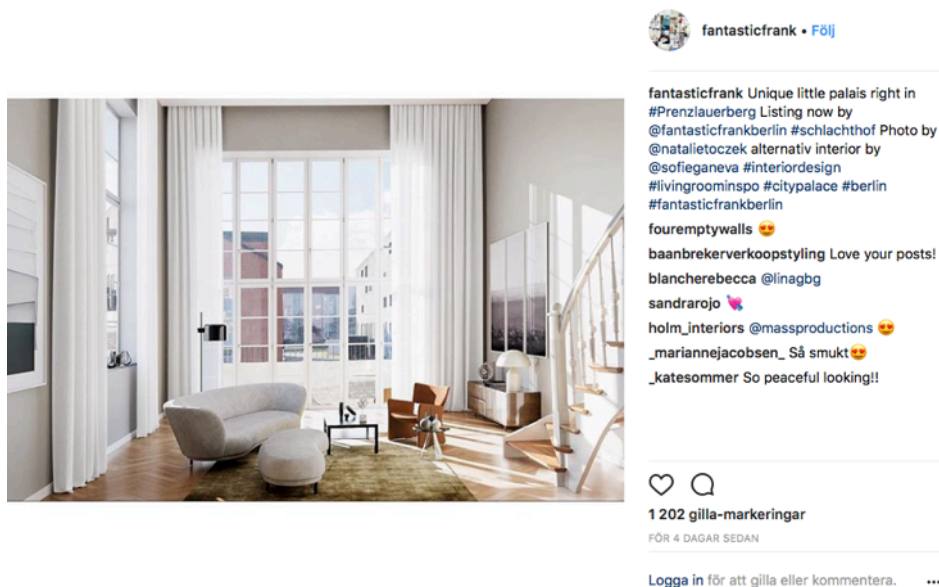 fantasticfrank • Följ
fantasticfrank Unique little palais right in
#Prenzlauerberg Listing now by
@fantasticfrankberlin #schlachthof Photo by
@natalietoczek alternativ interior by
@sofieganeva #interiordesign
#livingroominspo #citypalace #berlin
#fantasticfrankberlin
fouremptywalls 😍
baanbrekerverkoopstyling Love your posts!
blancherebecca @linagbg
sandrarojo 💘
holm_interiors @massproductions 😍
_mariannejacobsen_ Så smukt😍
_katesommer So peaceful looking!!
1 202 gilla-markeringar
FÖR 4 DAGAR SEDAN
Logga in för att gilla eller kommentera.